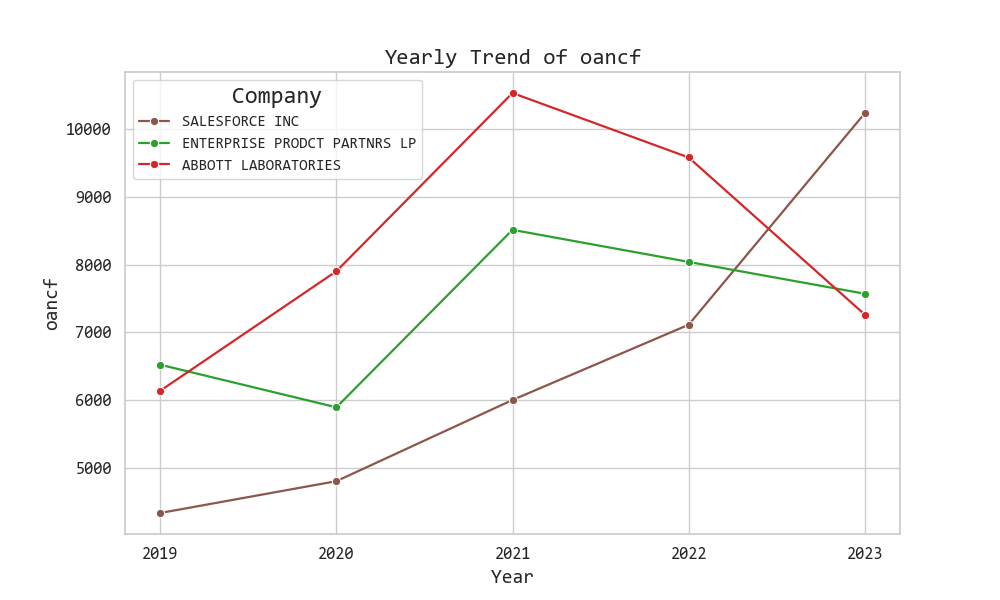 Yearly Trend of oancf
Company
SALESFORCE INC
ENTERPRISE PRODCT PARTNRS LP
ABBOTT LABORATORIES
10000
9000
8000
7000
6000
5000
oancf
2019 2020 2021 2022 2023
Year